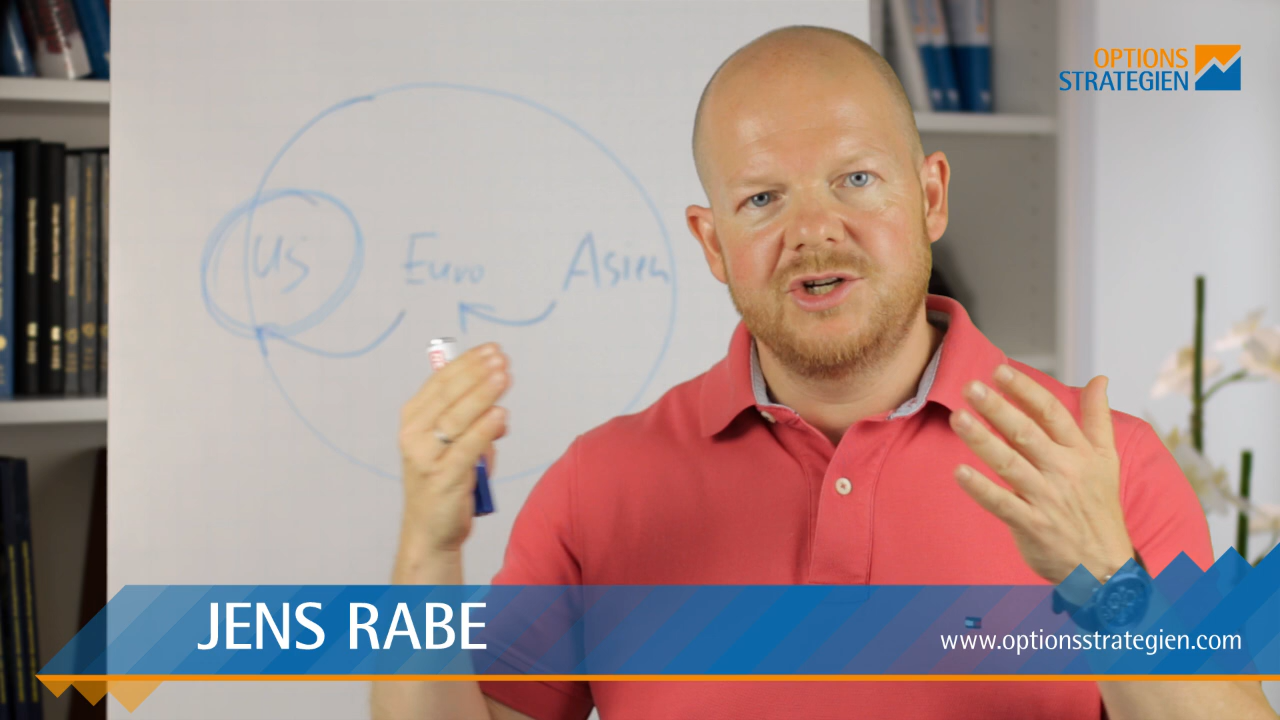 OPTIONS
STRATEGIEN
US Euro Asien
JENS RABE
www.optionsstrategien.com